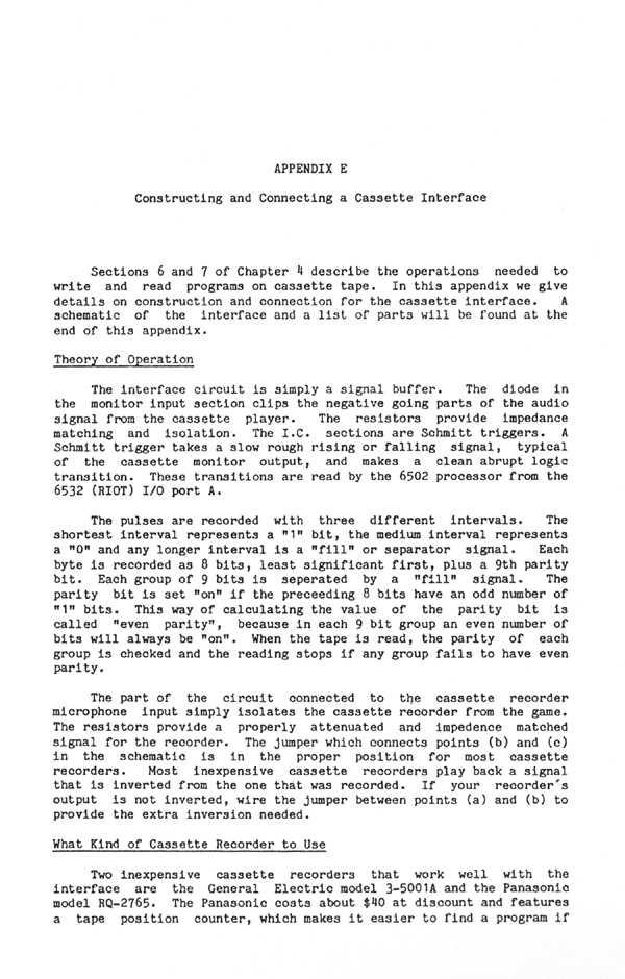 APPENDIX E
Constructing and Connecting a Cassette Interface
Sections 6 and 7 of Chapter 4 describe the operations needed to
write and read programs on cassette tape. In this appendix we give
details on construction and connection for the cassette interface. A
schematic of the interface and a list of parts will be found at the
end of this appendix.
Theory of Operation
The interface circuit is simply a signal buffer. The diode in
the monitor input section clips the negative going parts of the audio
signal from the cassette player. The resistors provide impedance
matching and isolation. The I.C. sections are Schmitt triggers. A
Schmitt trigger takes a slow rough rising or falling signal, typical
of the cassette monitor output, and makes a clean abrupt logic
transition. These transitions are read by the 6502 processor from the
6532 (RIOT) I/O port A.
The pulses are recorded with three different intervals. The
shortest interval represents a "1" bit, the medium interval represents
a "0" and any longer interval is a "fill" or separator signal. Each
byte is recorded as 8 bits, least significant first, plus a 9th parity
bit. Each group of 9 bits is seperated by a "fill" signal. The
parity bit is set "on" if the preceeding 8 bits have an odd number of
"1" bits. This way of calculating the value of the parity bit is
called "even parity", because in each 9 bit group an even number of
bits will always be "on". When the tape is read, the parity of each
group is checked and the reading stops if any group fails to have even
parity.
The part of the circuit connected to the cassette recorder
microphone input simply isolates the cassette recorder from the game.
The resistors provide a properly attenuated and impedence matched
signal for the recorder. The jumper which connects points (b) and (c)
in the schematic is in the proper position for most cassette
recorders. Most inexpensive cassette recorders play back a signal
that is inverted from the one that was recorded. If your recorder's
output is not inverted, wire the jumper between points (a) and (b) to
provide the extra inversion needed.
What Kind of Cassette Recorder to Use
Two inexpensive cassette recorders that work well with the
interface are the General Electric model 3-5001A and the Panasonic
model RQ-2765. The Panasonic costs about $40 at discount and features
a tape position counter, which makes it easier to find a program if